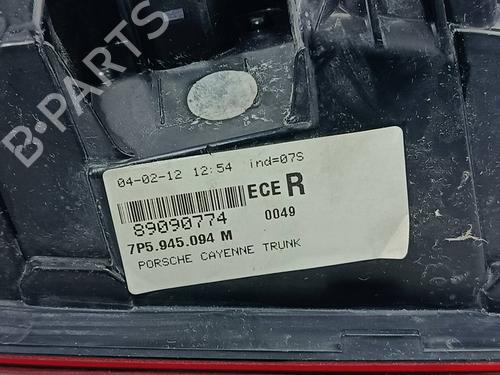 B-PARTS
04-02-12 12:54 ind=07S
ECE R
89090774 0049
7P5.945.094 M
PORSCHE CAYENNE TRUNK